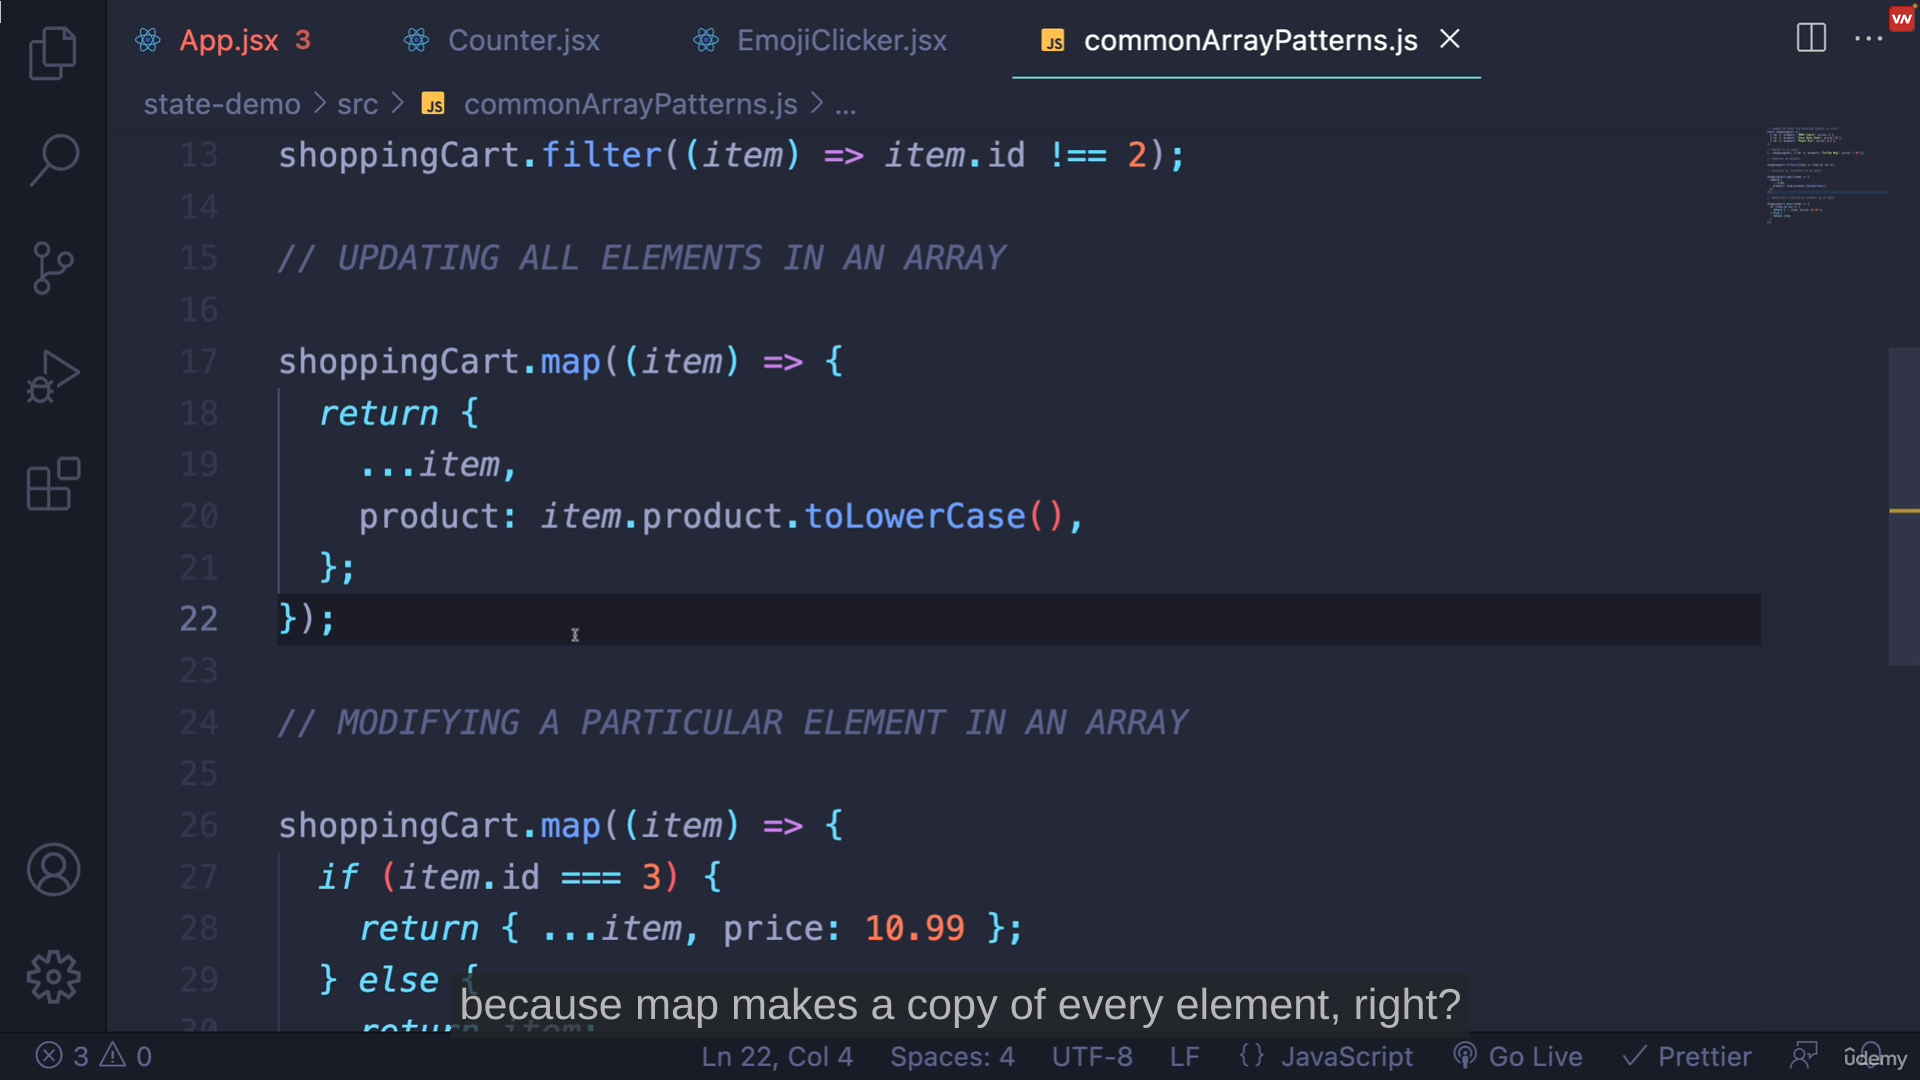 App.jsx 3 Counter.jsx EmojiClicker.jsx JS commonArrayPatterns.js
state-demo > src > JS commonArrayPatterns.js > ...
13 shoppingCart.filter((item) => item.id !== 2);
14
15 // UPDATING ALL ELEMENTS IN AN ARRAY
16
17 shoppingCart.map((item) => {
18 return {
19 ...item,
20 product: item.product.toLowerCase(),
21 };
22 });
23
24 // MODIFYING A PARTICULAR ELEMENT IN AN ARRAY
25
26 shoppingCart.map((item) => {
27 if (item.id === 3) {
28 return { ...item, price: 10.99 };
29 } else {
30 return item;
because map makes a copy of every element, right?
3 0 Ln 22, Col 4 Spaces: 4 UTF-8 LF {} JavaScript Go Live Prettier udemy